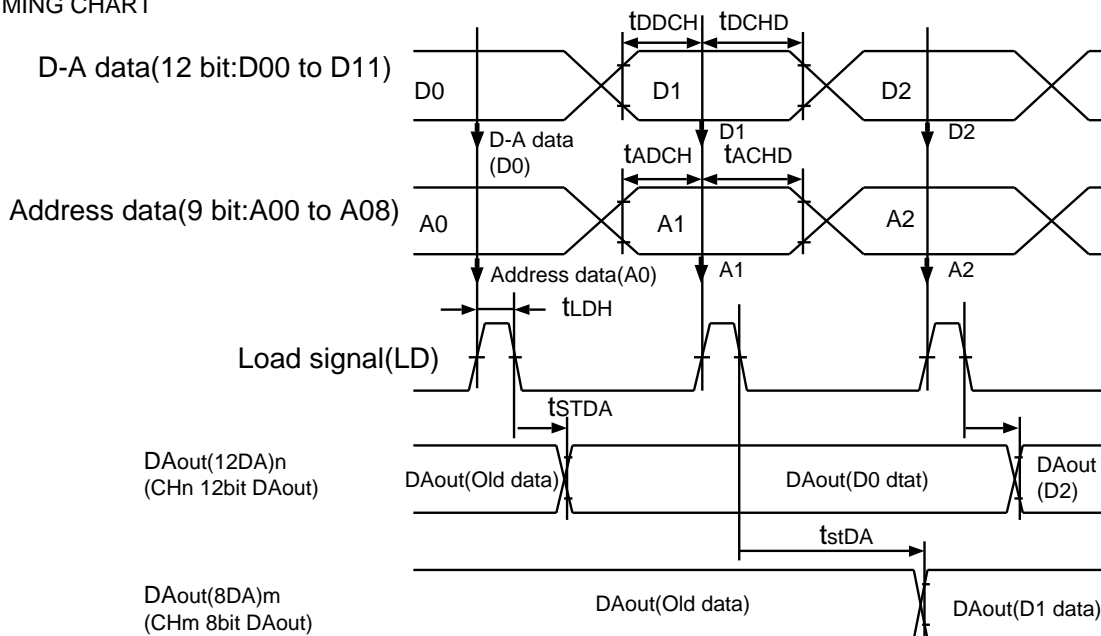 MING CHART
tDDCH tDCHD
D-A data(12 bit:D00 to D11)
D0 D1 D2
D-A data
(D0)
D1 D2
tADCH tACHD
Address data(9 bit:A00 to A08)
A0 A1 A2
Address data(A0) A1 A2
tLDH
Load signal(LD)
tSTDA
DAout(12DA)n
(CHn 12bit DAout)
DAout(Old data) DAout(D0 dtat) DAout
(D2)
tstDA
DAout(8DA)m
(CHm 8bit DAout)
DAout(Old data) DAout(D1 data)